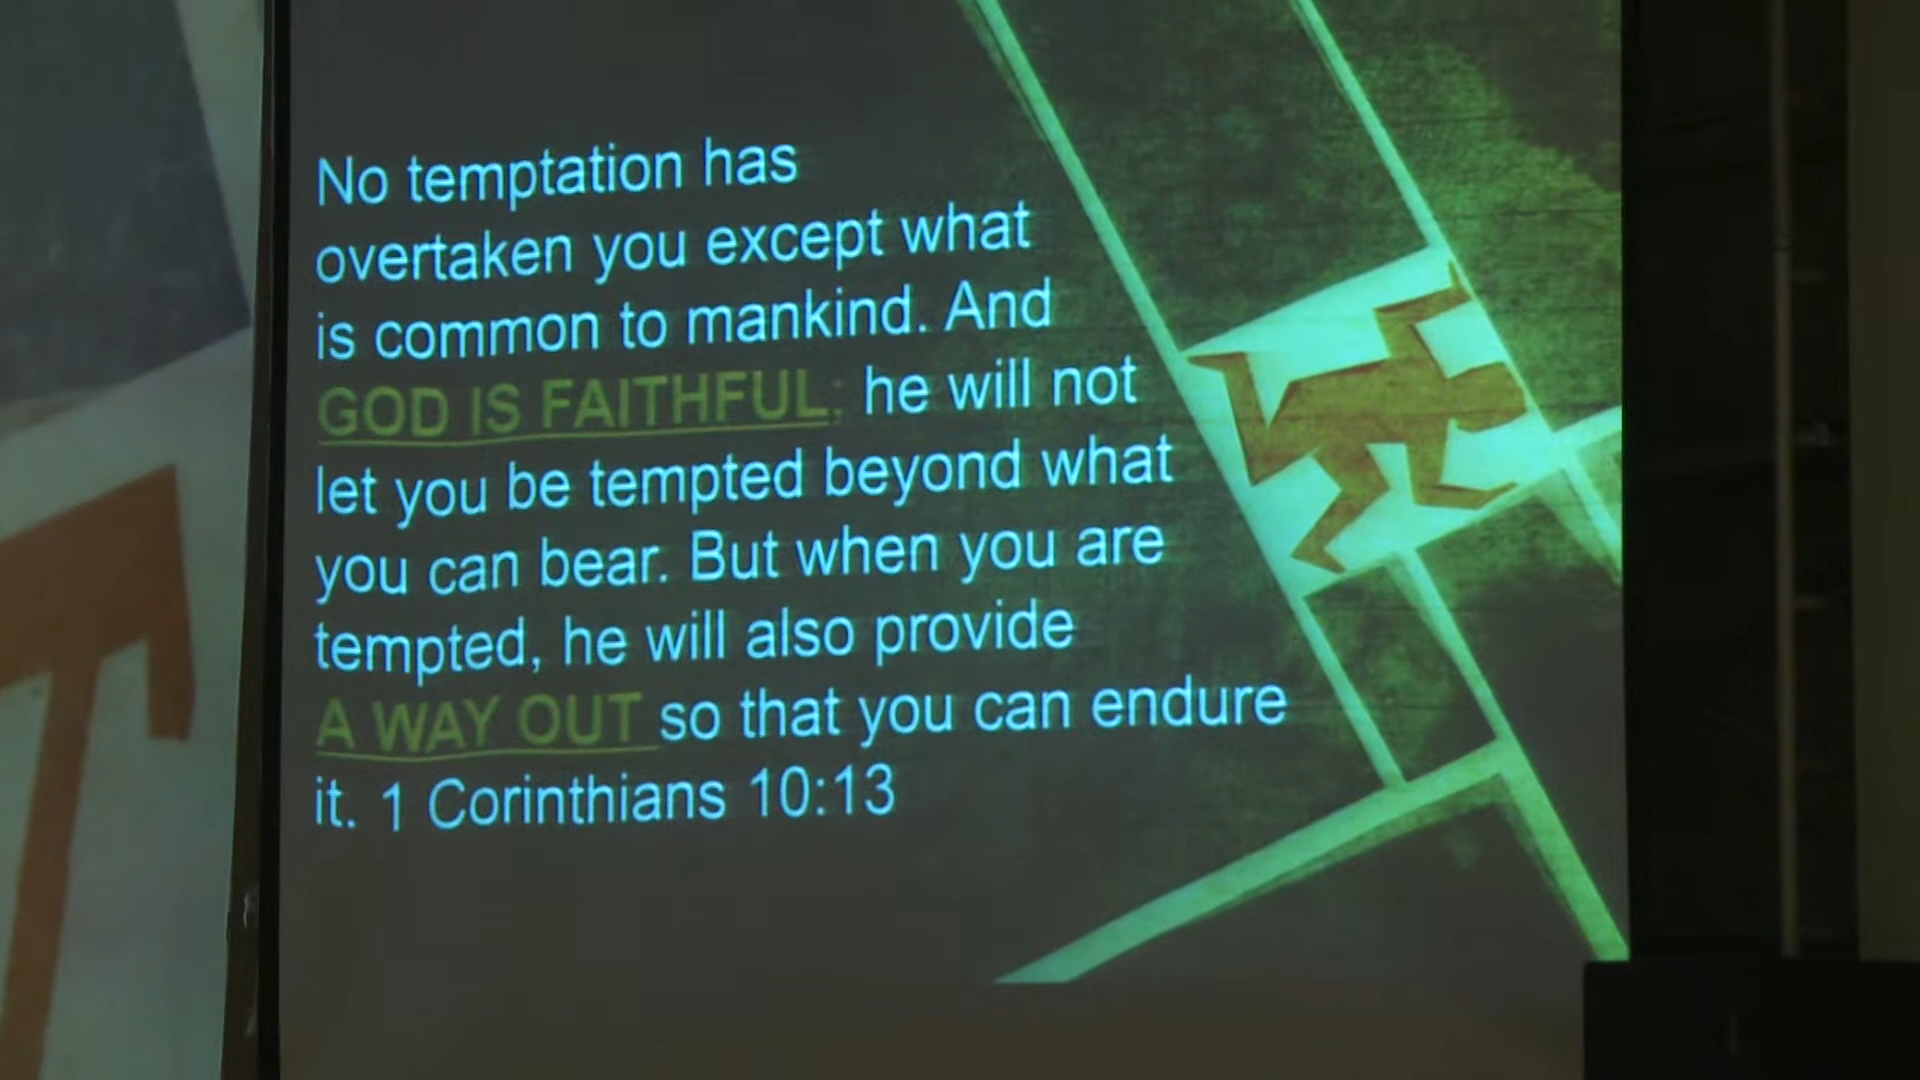 No temptation has
overtaken you except what
is common to mankind. And
GOD IS FAITHFUL; he will not
let you be tempted beyond what
you can bear. But when you are
tempted, he will also provide
A WAY OUT so that you can endure
it. 1 Corinthians 10:13